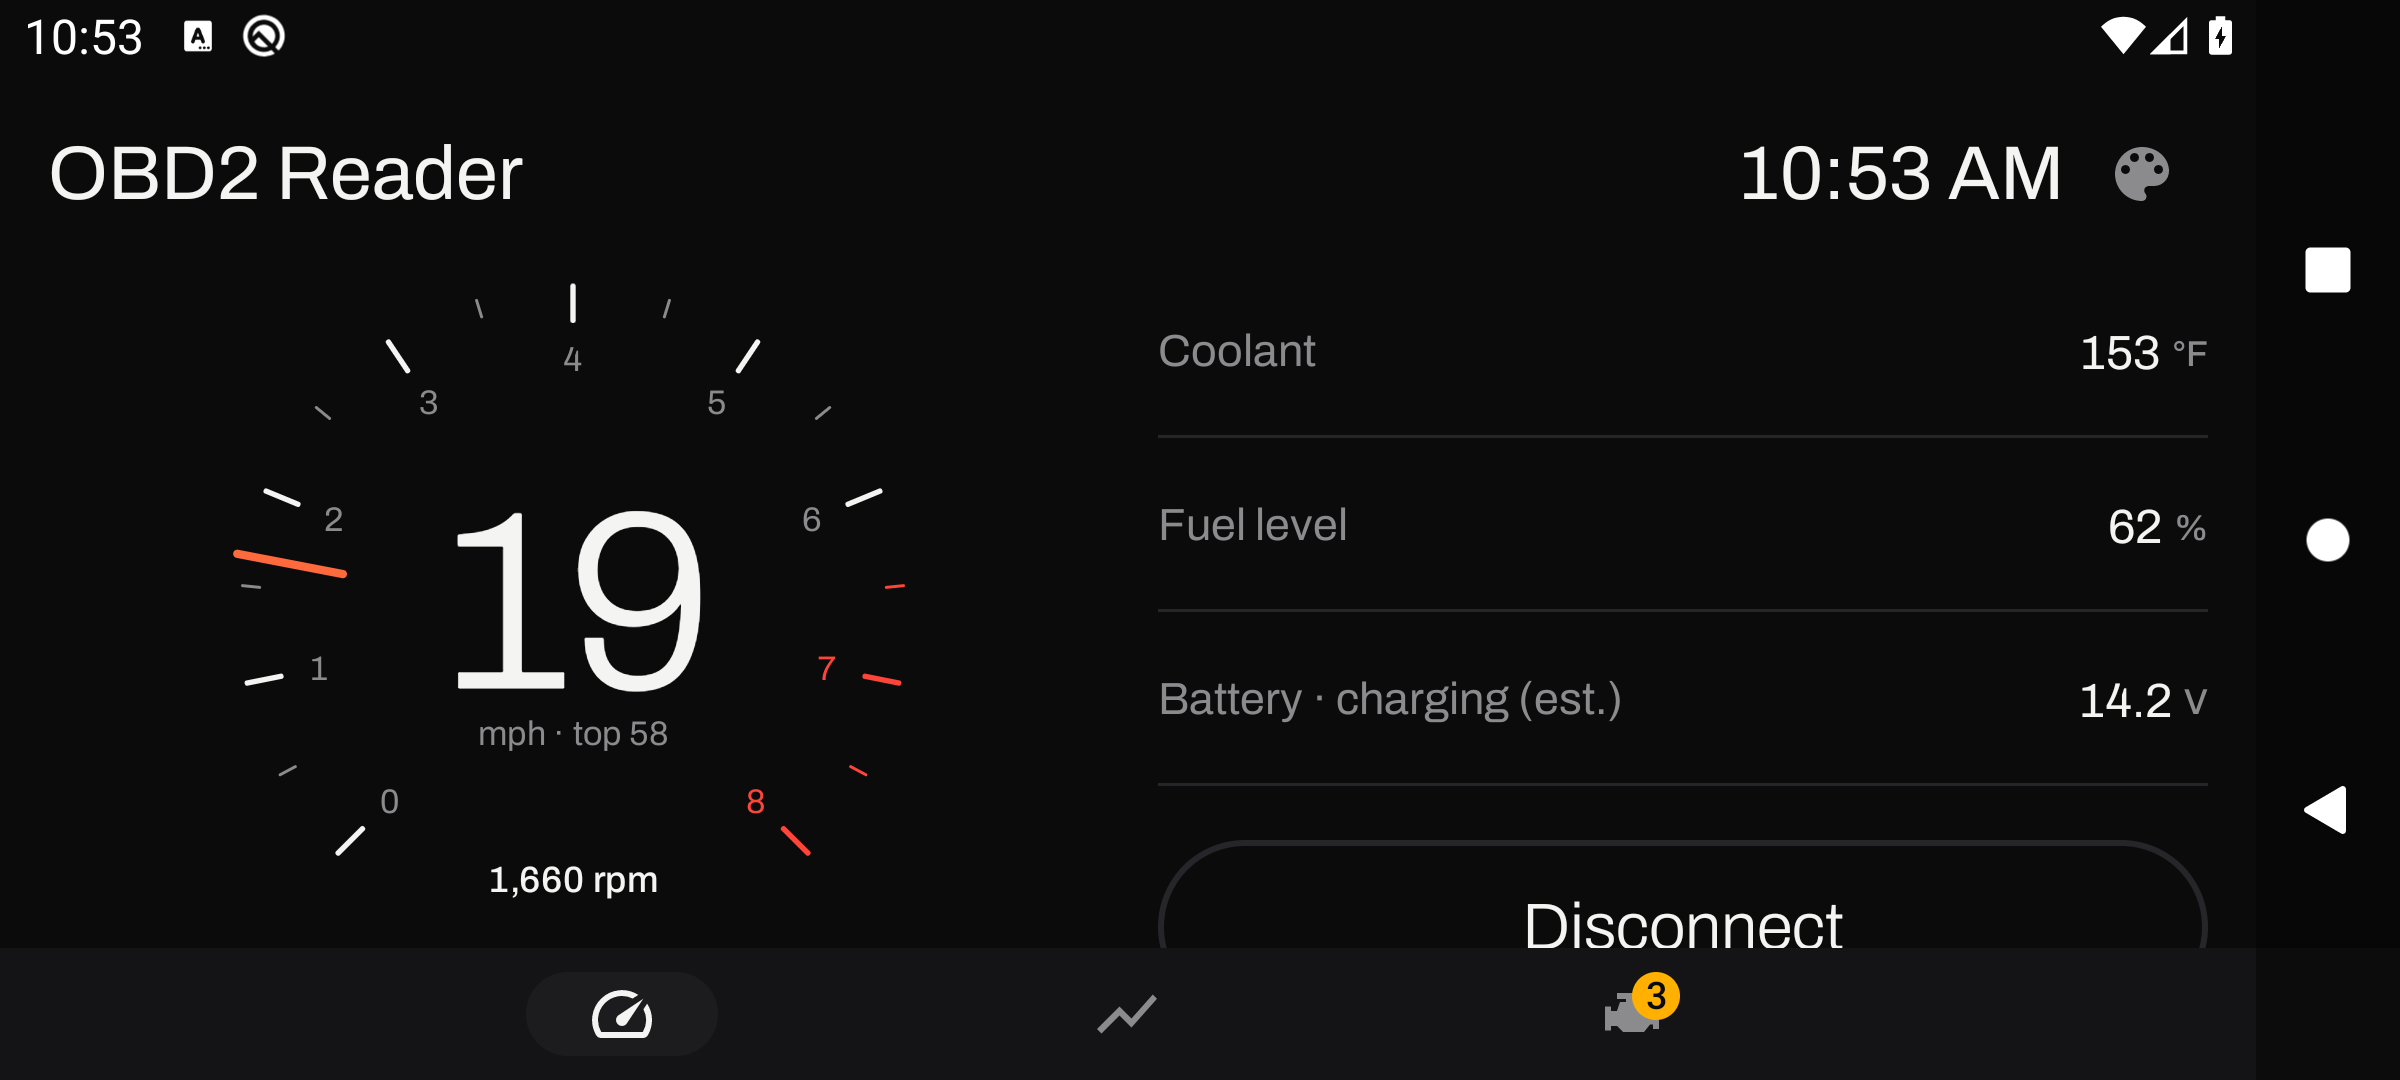 10:53
OBD2 Reader
10:53 AM
4
3
5
2
6
1
7
0
8
19
mph · top 58
1,660 rpm
Coolant
153 °F
Fuel level
62 %
Battery · charging (est.)
14.2 V
Disconnect
3